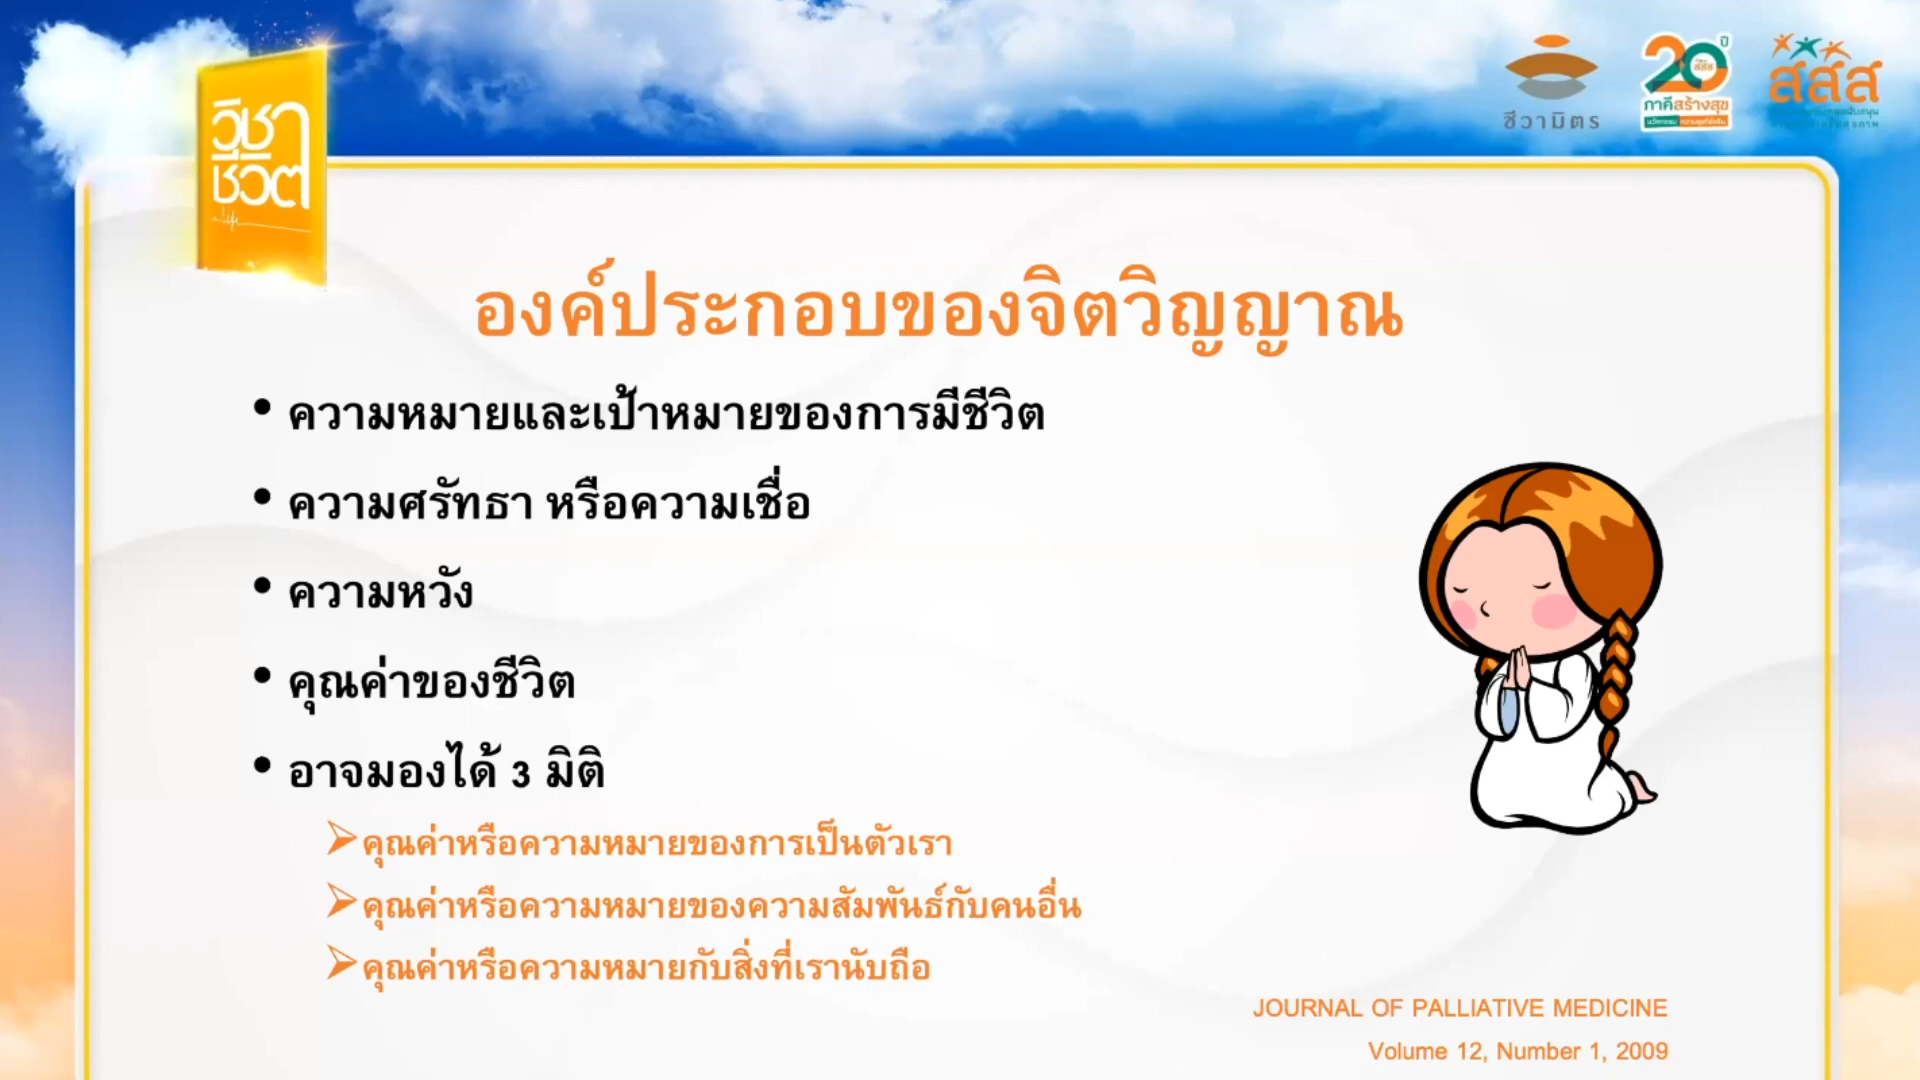 วิชา
ชีวิต
life
ชีวามิตร
20 ปี
สสส
ภาคีสร้างสุข
สสส
องค์ประกอบของจิตวิญญาณ
• ความหมายและเป้าหมายของการมีชีวิต
• ความศรัทธา หรือความเชื่อ
• ความหวัง
• คุณค่าของชีวิต
• อาจมองได้ 3 มิติ
➢คุณค่าหรือความหมายของการเป็นตัวเรา
➢คุณค่าหรือความหมายของความสัมพันธ์กับคนอื่น
➢คุณค่าหรือความหมายกับสิ่งที่เรานับถือ
JOURNAL OF PALLIATIVE MEDICINE
Volume 12, Number 1, 2009